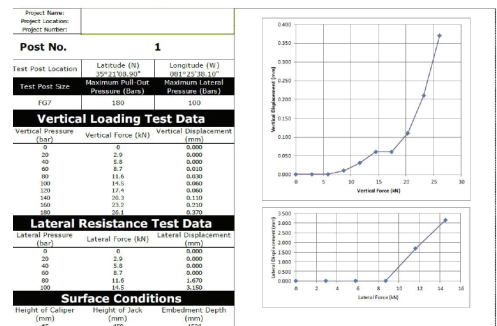 Project Name:
Project Location:
Project Number:
Post No. 1
Test Post Location Latitude (N) Longitude (W)
35°21'08.90" 081°25'38.10"
Test Post Size Maximum Pull-Out Pressure (Bars) Maximum Lateral Pressure (Bars)
FG7 180 100
Vertical Loading Test Data
Vertical Pressure (bar) Vertical Force (kN) Vertical Displacement (mm)
0 0 0.000
20 2.9 0.000
40 5.8 0.000
60 8.7 0.010
80 11.6 0.030
100 14.5 0.060
120 17.4 0.060
140 20.3 0.110
160 23.2 0.210
180 26.1 0.370
Lateral Resistance Test Data
Lateral Pressure (bar) Lateral Force (kN) Lateral Displacement (mm)
0 0 0.000
20 2.9 0.000
40 5.8 0.000
60 8.7 0.000
80 11.6 1.670
100 14.5 3.150
Surface Conditions
Height of Caliper (mm) Height of Jack (mm) Embedment Depth (mm)
Vertical Displacement (mm)
0.400
0.350
0.300
0.250
0.200
0.150
0.100
0.050
0.000
0 5 10 15 20 25 30
Vertical Force (kN)
Lateral Displacement (mm)
3.500
3.000
2.500
2.000
1.500
1.000
0.500
0.000
0 2 4 6 8 10 12 14 16
Lateral Force (kN)